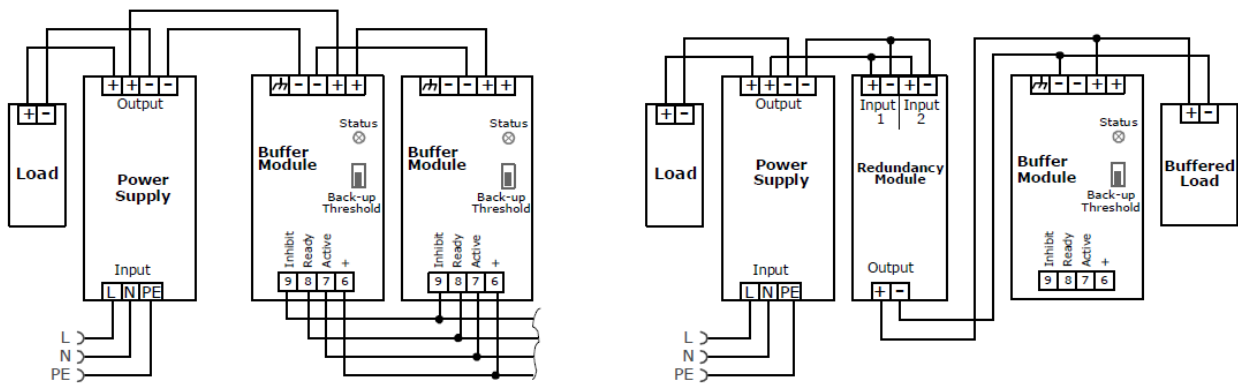 + + - -
Output
+ -
Load
Power
Supply
Input
L N PE
L
N
PE
- - + +
Status
Buffer
Module
Back-up
Threshold
Inhibit
Ready
Active
+
9 8 7 6
- - + +
Status
Buffer
Module
Back-up
Threshold
Inhibit
Ready
Active
+
9 8 7 6
+ -
Load
+ + - -
Output
Power
Supply
Input
L N PE
L
N
PE
+ - + -
Input Input
1 2
Redundancy
Module
Output
+ -
- - + +
Status
Buffer
Module
Back-up
Threshold
Inhibit
Ready
Active
+
9 8 7 6
+ -
Buffered
Load